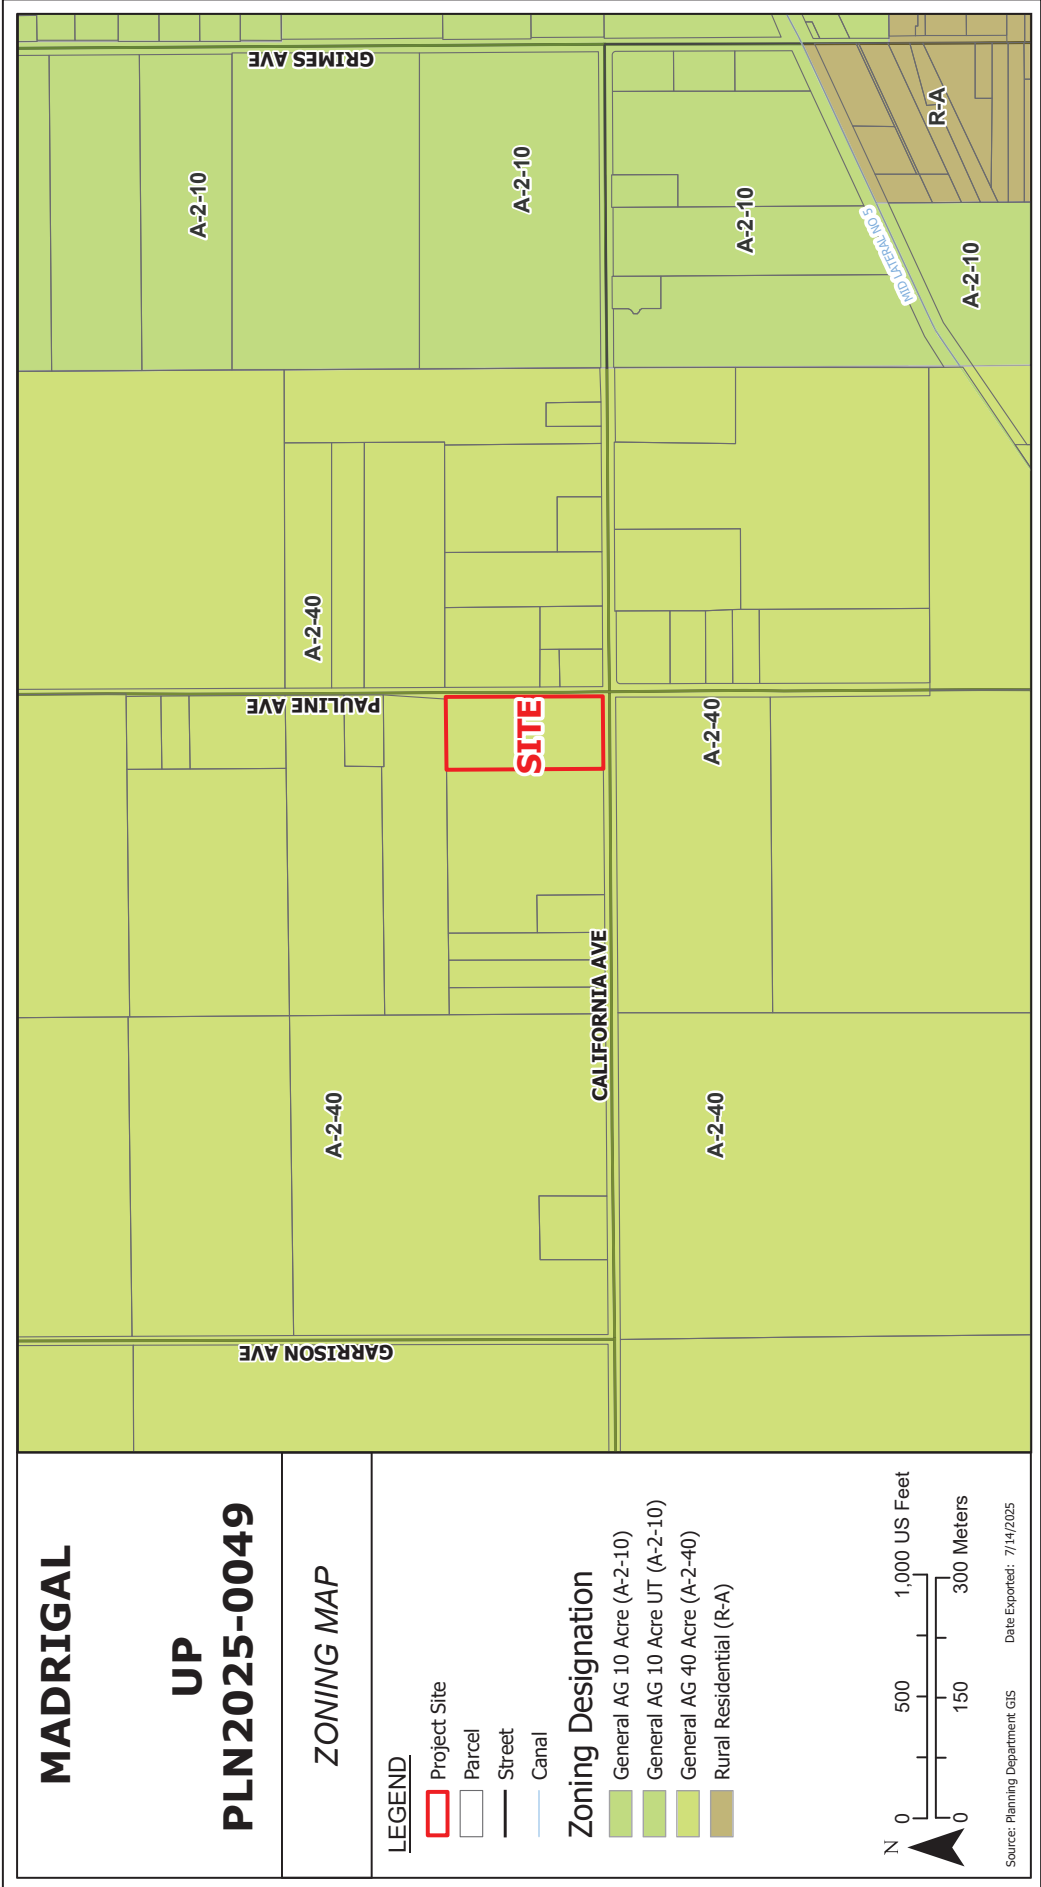 MADRIGAL
UP
PLN2025-0049
ZONING MAP
LEGEND
Project Site
Parcel
Street
Canal
Zoning Designation
General AG 10 Acre (A-2-10)
General AG 10 Acre UT (A-2-10)
General AG 40 Acre (A-2-40)
Rural Residential (R-A)
N
0 500 1,000 US Feet
0 150 300 Meters
Source: Planning Department GIS Date Exported: 7/14/2025
GARRISON AVE
PAULINE AVE
GRIMES AVE
A-2-10
A-2-40
A-2-40
A-2-10
SITE
CALIFORNIA AVE
A-2-40
A-2-40
A-2-10
MID LATERAL NO 5
R-A
A-2-10